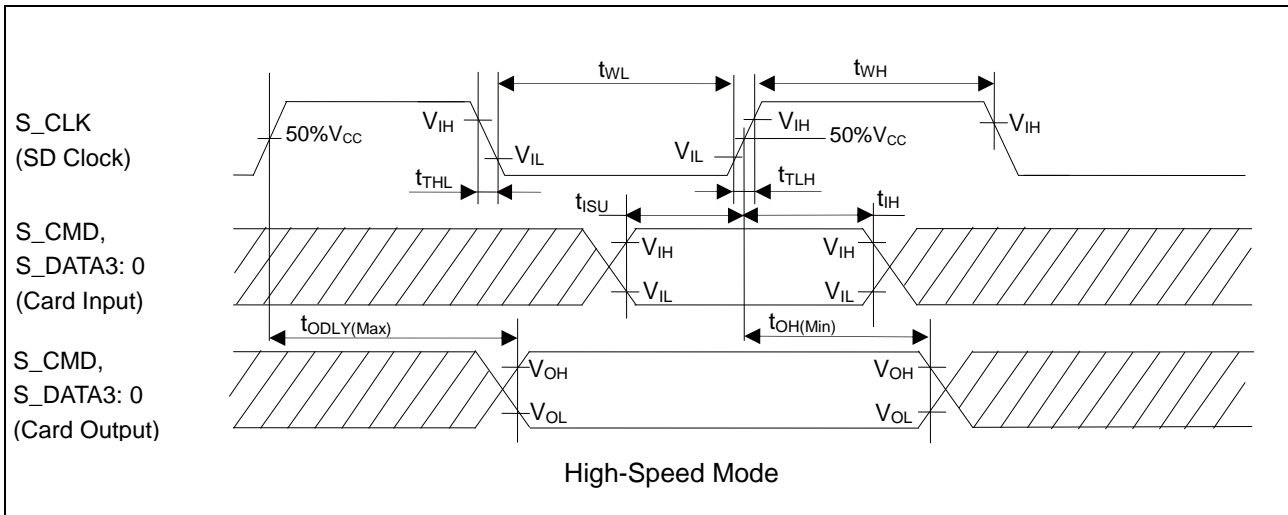 tWL tWH
S_CLK
(SD Clock)
50%VCC VIH VIL VIL VIH 50%VCC VIH
tTHL tTLH
tISU tIH
S_CMD,
S_DATA3: 0
(Card Input)
VIH VIH
VIL VIL
tODLY(Max) tOH(Min)
S_CMD,
S_DATA3: 0
(Card Output)
VOH VOH
VOL VOL
High-Speed Mode